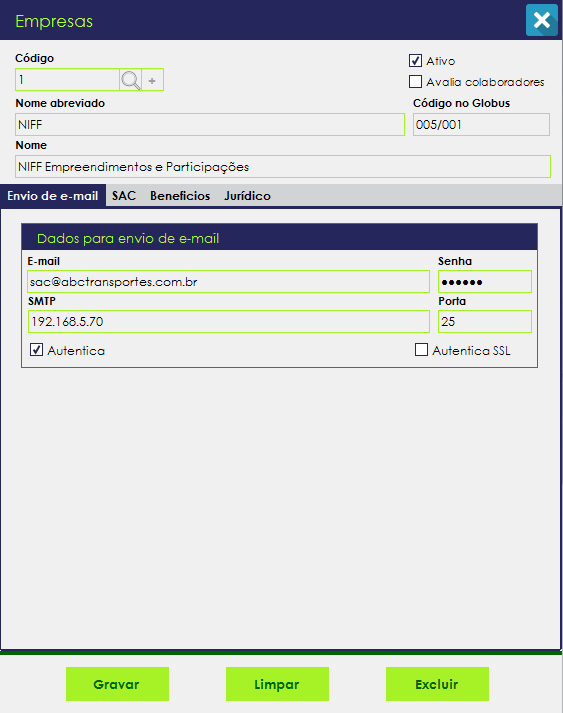 Empresas
Código
Ativo
1
+
Avalia colaboradores
Nome abreviado
Código no Globus
NIFF
005/001
Nome
NIFF Empreendimentos e Participações
Envio de e-mail SAC Beneficios Jurídico
Dados para envio de e-mail
E-mail
Senha
sac@abctransportes.com.br
••••••
SMTP
Porta
192.168.5.70
25
Autentica
Autentica SSL
Gravar
Limpar
Excluir